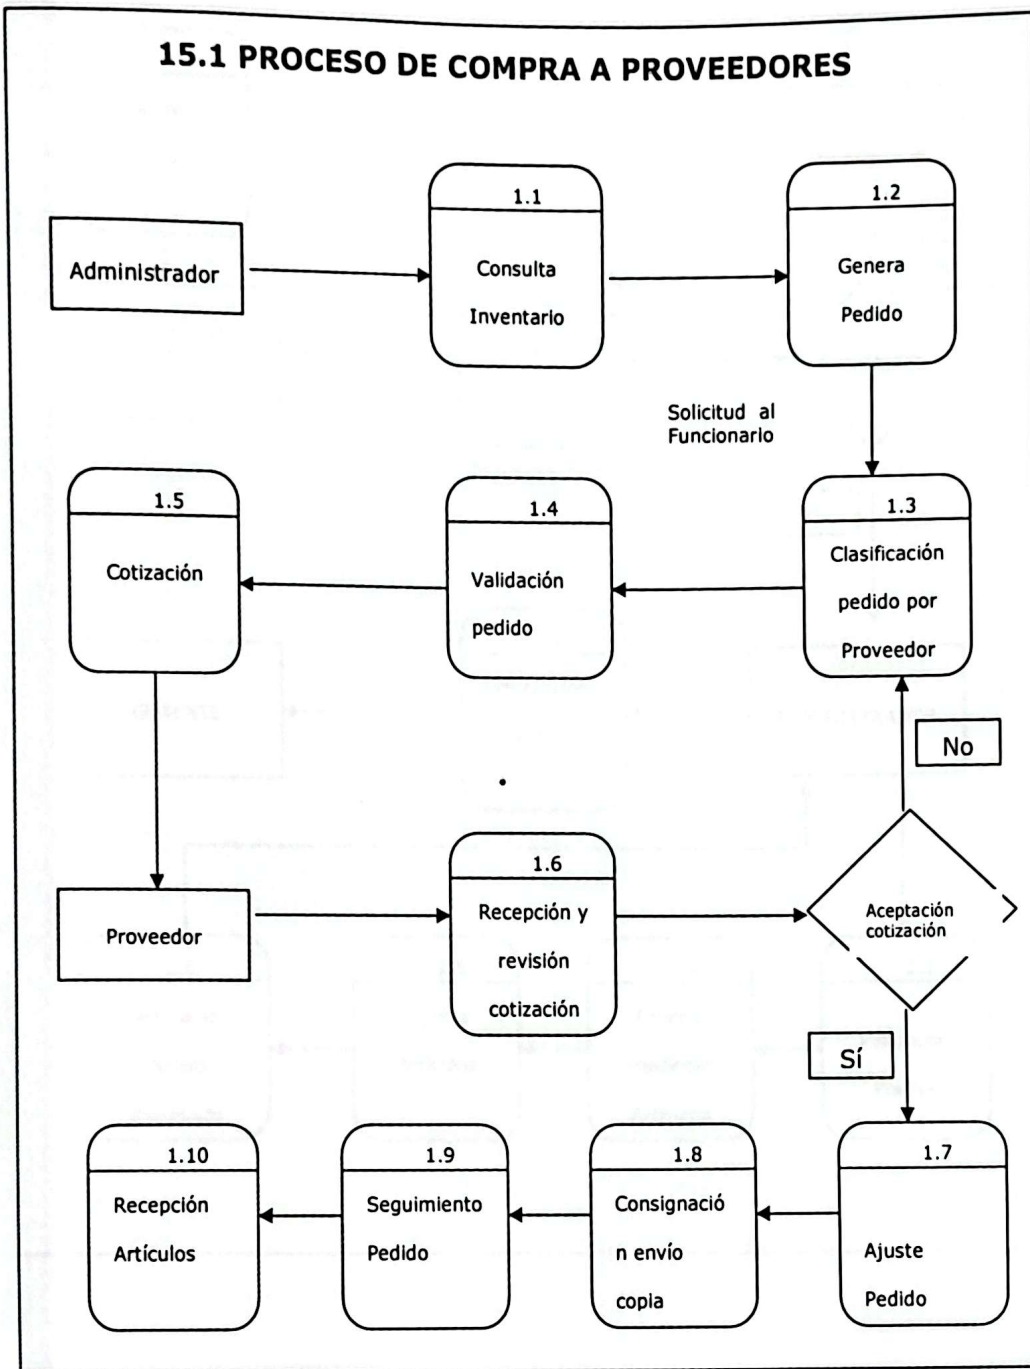 15.1 PROCESO DE COMPRA A PROVEEDORES
Administrador
1.1
Consulta
Inventario
1.2
Genera
Pedido
Solicitud al
Funcionario
1.3
Clasificación
pedido por
Proveedor
1.4
Validación
pedido
1.5
Cotización
Proveedor
1.6
Recepción y
revisión
cotización
Aceptación
cotización
No
Sí
1.7
Ajuste
Pedido
1.8
Consignació
n envío
copia
1.9
Seguimiento
Pedido
1.10
Recepción
Artículos